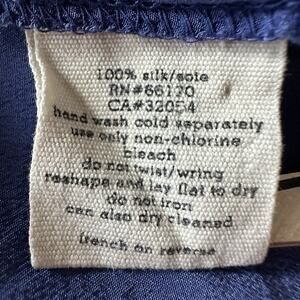 100% silk/soie
RN#66170
CA#32054
hand wash cold separately
use only non-chlorine
bleach
do not twist/wring
reshape and lay flat to dry
do not iron
can also dry cleaned
french on reverse